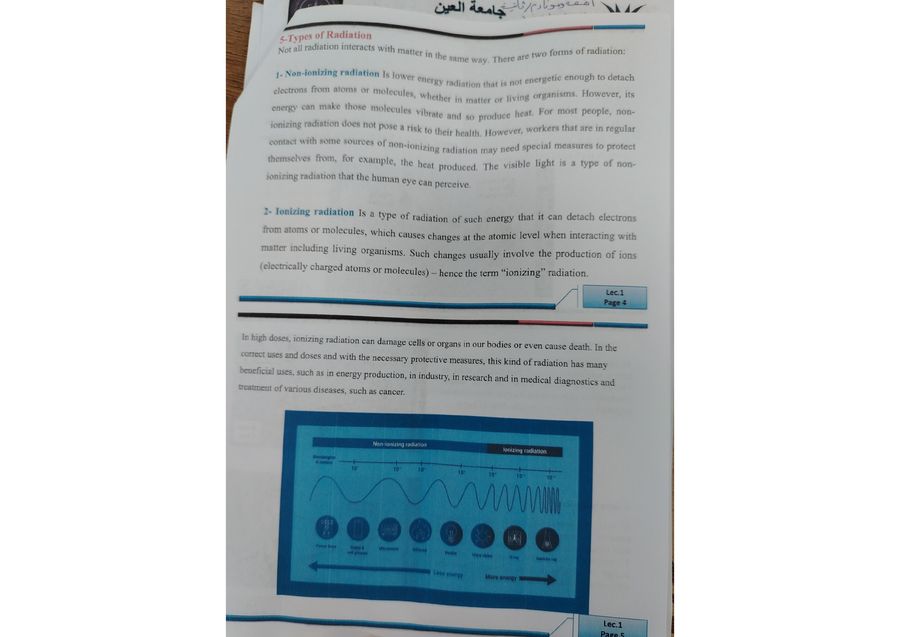 جامعة العين
5-Types of Radiation
Not all radiation interacts with matter in the same way. There are two forms of radiation:
1- Non-ionizing radiation Is lower energy radiation that is not energetic enough to detach
electrons from atoms or molecules, whether in matter or living organisms. However, its
energy can make those molecules vibrate and so produce heat. For most people, non-
ionizing radiation does not pose a risk to their health. However, workers that are in regular
contact with some sources of non-ionizing radiation may need special measures to protect
themselves from, for example, the heat produced. The visible light is a type of non-
ionizing radiation that the human eye can perceive.
2- Ionizing radiation Is a type of radiation of such energy that it can detach electrons
from atoms or molecules, which causes changes at the atomic level when interacting with
matter including living organisms. Such changes usually involve the production of ions
(electrically charged atoms or molecules) – hence the term “ionizing” radiation.
Lec.1
Page 4
In high doses, ionizing radiation can damage cells or organs in our bodies or even cause death. In the
correct uses and doses and with the necessary protective measures, this kind of radiation has many
beneficial uses, such as in energy production, in industry, in research and in medical diagnostics and
treatment of various diseases, such as cancer.
Non-ionizing radiation
Ionizing radiation
Less energy
More energy
Lec.1
Page 5